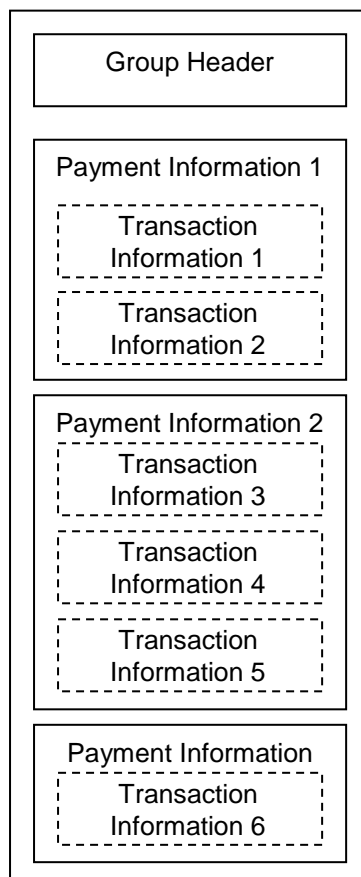 Group Header
Payment Information 1
Transaction
Information 1
Transaction
Information 2
Payment Information 2
Transaction
Information 3
Transaction
Information 4
Transaction
Information 5
Payment Information
Transaction
Information 6